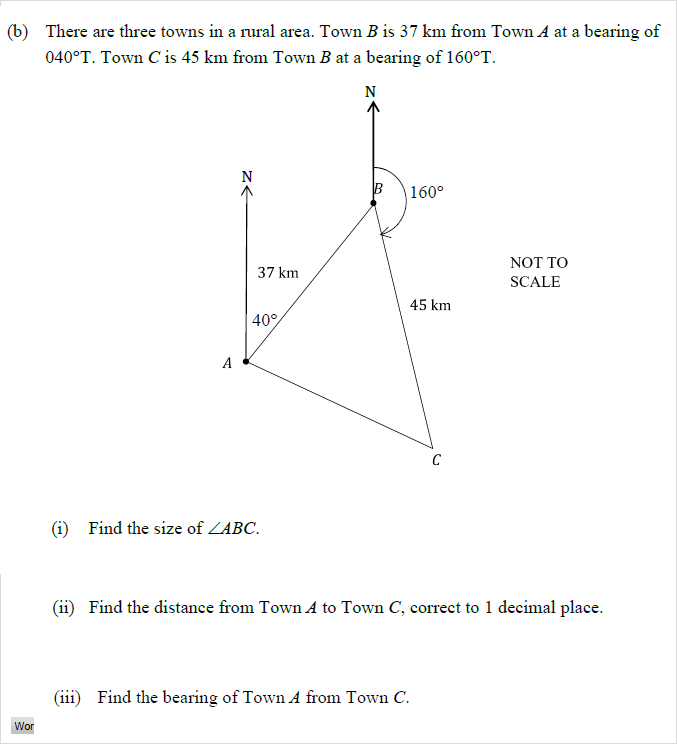 (b) There are three towns in a rural area. Town B is 37 km from Town A at a bearing of
040°T. Town C is 45 km from Town B at a bearing of 160°T.
N
N
B
160°
NOT TO
SCALE
37 km
45 km
40°
A
C
(i) Find the size of ∠ABC.
(ii) Find the distance from Town A to Town C, correct to 1 decimal place.
(iii) Find the bearing of Town A from Town C.
Wor